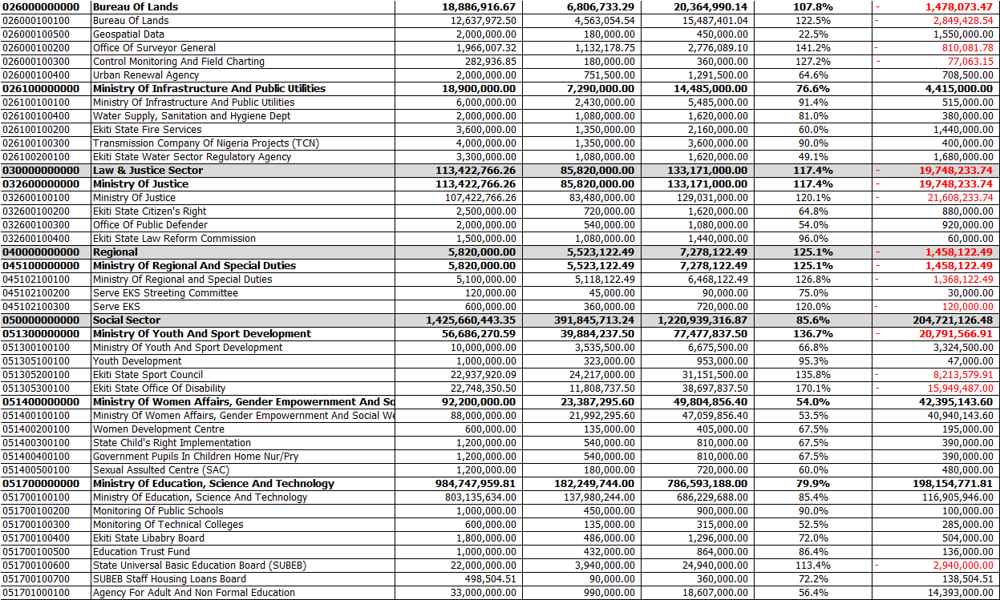 026000000000 Bureau Of Lands 18,886,916.67 6,806,733.29 20,364,990.14 107.8% - 1,478,073.47
026000100100 Bureau Of Lands 12,637,972.50 4,563,054.54 15,487,401.04 122.5% - 2,849,428.54
026000100500 Geospatial Data 2,000,000.00 180,000.00 450,000.00 22.5% 1,550,000.00
026000100200 Office Of Surveyor General 1,966,007.32 1,132,178.75 2,776,089.10 141.2% - 810,081.78
026000100300 Control Monitoring And Field Charting 282,936.85 180,000.00 360,000.00 127.2% - 77,063.15
026000100400 Urban Renewal Agency 2,000,000.00 751,500.00 1,291,500.00 64.6% 708,500.00
026100000000 Ministry Of Infrastructure And Public Utilities 18,900,000.00 7,290,000.00 14,485,000.00 76.6% 4,415,000.00
026100100100 Ministry Of Infrastructure And Public Utilities 6,000,000.00 2,430,000.00 5,485,000.00 91.4% 515,000.00
026100100400 Water Supply, Sanitation and Hygiene Dept 2,000,000.00 1,080,000.00 1,620,000.00 81.0% 380,000.00
026100100200 Ekiti State Fire Services 3,600,000.00 1,350,000.00 2,160,000.00 60.0% 1,440,000.00
026100100300 Transmission Company Of Nigeria Projects (TCN) 4,000,000.00 1,350,000.00 3,600,000.00 90.0% 400,000.00
026100200100 Ekiti State Water Sector Regulatory Agency 3,300,000.00 1,080,000.00 1,620,000.00 49.1% 1,680,000.00
030000000000 Law & Justice Sector 113,422,766.26 85,820,000.00 133,171,000.00 117.4% - 19,748,233.74
032600000000 Ministry Of Justice 113,422,766.26 85,820,000.00 133,171,000.00 117.4% - 19,748,233.74
032600100100 Ministry Of Justice 107,422,766.26 83,480,000.00 129,031,000.00 120.1% - 21,608,233.74
032600100200 Ekiti State Citizen's Right 2,500,000.00 720,000.00 1,620,000.00 64.8% 880,000.00
032600100300 Office Of Public Defender 2,000,000.00 540,000.00 1,080,000.00 54.0% 920,000.00
032600100400 Ekiti State Law Reform Commission 1,500,000.00 1,080,000.00 1,440,000.00 96.0% 60,000.00
040000000000 Regional 5,820,000.00 5,523,122.49 7,278,122.49 125.1% - 1,458,122.49
045100000000 Ministry Of Regional And Special Duties 5,820,000.00 5,523,122.49 7,278,122.49 125.1% - 1,458,122.49
045102100100 Ministry Of Regional and Special Duties 5,100,000.00 5,118,122.49 6,468,122.49 126.8% - 1,368,122.49
045102100200 Serve EKS Streeting Committee 120,000.00 45,000.00 90,000.00 75.0% 30,000.00
045102100300 Serve EKS 600,000.00 360,000.00 720,000.00 120.0% - 120,000.00
050000000000 Social Sector 1,425,660,443.35 391,845,713.24 1,220,939,316.87 85.6% 204,721,126.48
051300000000 Ministry Of Youth And Sport Development 56,686,270.59 39,884,237.50 77,477,837.50 136.7% - 20,791,566.91
051300100100 Ministry Of Youth And Sport Development 10,000,000.00 3,535,500.00 6,675,500.00 66.8% 3,324,500.00
051305100100 Youth Development 1,000,000.00 323,000.00 953,000.00 95.3% 47,000.00
051305200100 Ekiti State Sport Council 22,937,920.09 24,217,000.00 31,151,500.00 135.8% - 8,213,579.91
051305300100 Ekiti State Office Of Disability 22,748,350.50 11,808,737.50 38,697,837.50 170.1% - 15,949,487.00
051400000000 Ministry Of Women Affairs, Gender Empowernment And So 92,200,000.00 23,387,295.60 49,804,856.40 54.0% 42,395,143.60
051400100100 Ministry Of Women Affairs, Gender Empowernment And Social We 88,000,000.00 21,992,295.60 47,059,856.40 53.5% 40,940,143.60
051400200100 Women Development Centre 600,000.00 135,000.00 405,000.00 67.5% 195,000.00
051400300100 State Child's Right Implementation 1,200,000.00 540,000.00 810,000.00 67.5% 390,000.00
051400400100 Government Pupils In Children Home Nur/Pry 1,200,000.00 540,000.00 810,000.00 67.5% 390,000.00
051400500100 Sexual Assulted Centre (SAC) 1,200,000.00 180,000.00 720,000.00 60.0% 480,000.00
051700000000 Ministry Of Education, Science And Technology 984,747,959.81 182,249,744.00 786,593,188.00 79.9% 198,154,771.81
051700100100 Ministry Of Education, Science And Technology 803,135,634.00 137,980,244.00 686,229,688.00 85.4% 116,905,946.00
051700100200 Monitoring Of Public Schools 1,000,000.00 450,000.00 900,000.00 90.0% 100,000.00
051700100300 Monitoring Of Technical Colleges 600,000.00 135,000.00 315,000.00 52.5% 285,000.00
051700100400 Ekiti State Libabry Board 1,800,000.00 486,000.00 1,296,000.00 72.0% 504,000.00
051700100500 Education Trust Fund 1,000,000.00 432,000.00 864,000.00 86.4% 136,000.00
051700100600 State Universal Basic Education Board (SUBEB) 22,000,000.00 3,940,000.00 24,940,000.00 113.4% - 2,940,000.00
051700100700 SUBEB Staff Housing Loans Board 498,504.51 90,000.00 360,000.00 72.2% 138,504.51
051701000100 Agency For Adult And Non Formal Education 33,000,000.00 990,000.00 18,607,000.00 56.4% 14,393,000.00